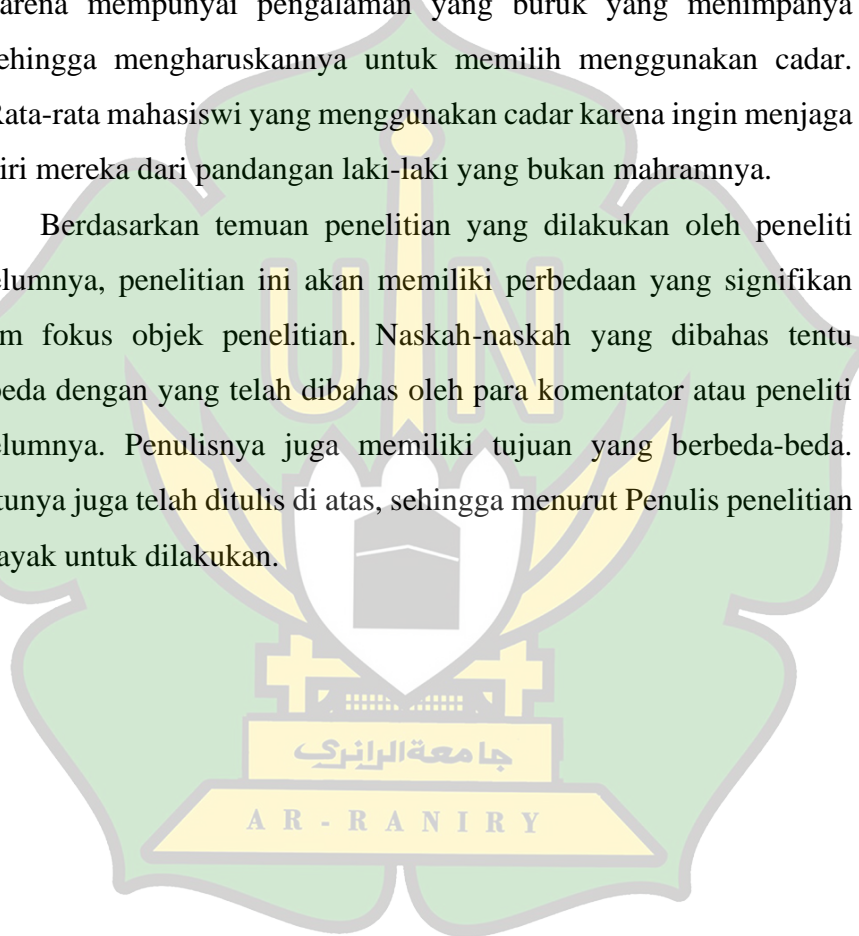 arena mempunyai pengalaman yang buruk yang menimpanya
ehingga mengharuskannya untuk memilih menggunakan cadar.
Rata-rata mahasiswi yang menggunakan cadar karena ingin menjaga
iri mereka dari pandangan laki-laki yang bukan mahramnya.
Berdasarkan temuan penelitian yang dilakukan oleh peneliti
elumnya, penelitian ini akan memiliki perbedaan yang signifikan
m fokus objek penelitian. Naskah-naskah yang dibahas tentu
beda dengan yang telah dibahas oleh para komentator atau peneliti
elumnya. Penulisnya juga memiliki tujuan yang berbeda-beda.
tunya juga telah ditulis di atas, sehingga menurut Penulis penelitian
ayak untuk dilakukan.
UIN
جامعة الرانري
AR-RANIRY